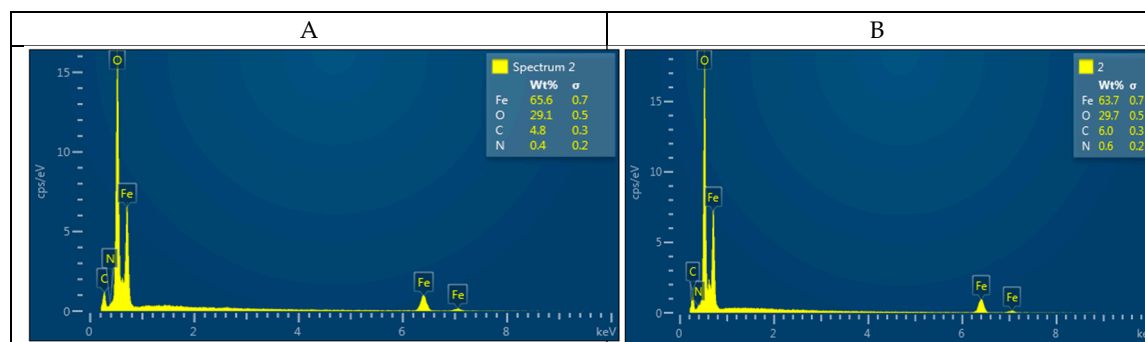 A
B
Spectrum 2
Wt% σ
Fe 65.6 0.7
O 29.1 0.5
C 4.8 0.3
N 0.4 0.2
cps/eV
15
10
5
0
O
Fe
N
C
Fe
Fe
0 2 4 6 8 keV
2
Wt% σ
Fe 63.7 0.7
O 29.7 0.5
C 6.0 0.3
N 0.6 0.2
cps/eV
15
10
5
0
O
Fe
C
N
Fe
Fe
0 2 4 6 8 ke